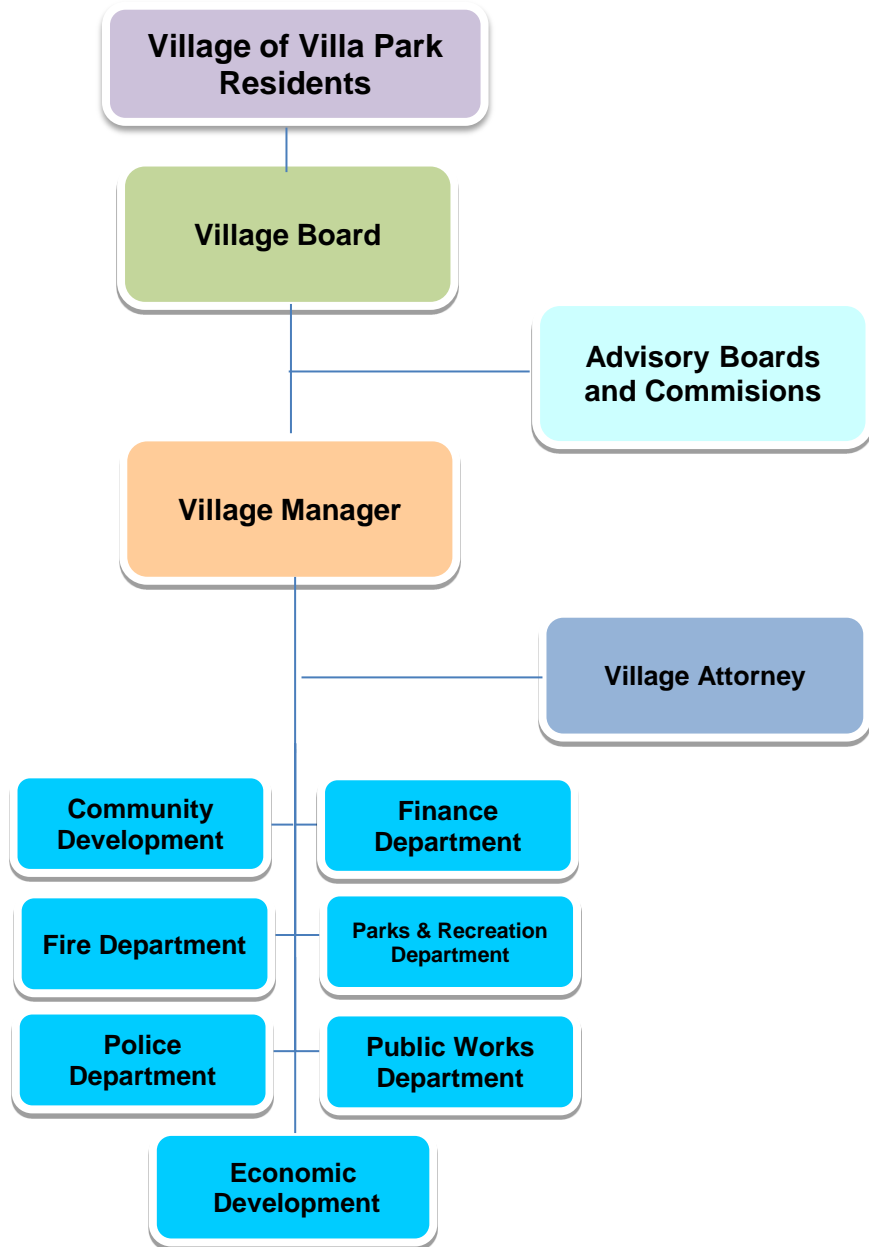 Village of Villa Park
Residents
Village Board
Advisory Boards
and Commisions
Village Manager
Village Attorney
Community
Development
Finance
Department
Fire Department
Parks & Recreation
Department
Police
Department
Public Works
Department
Economic
Development